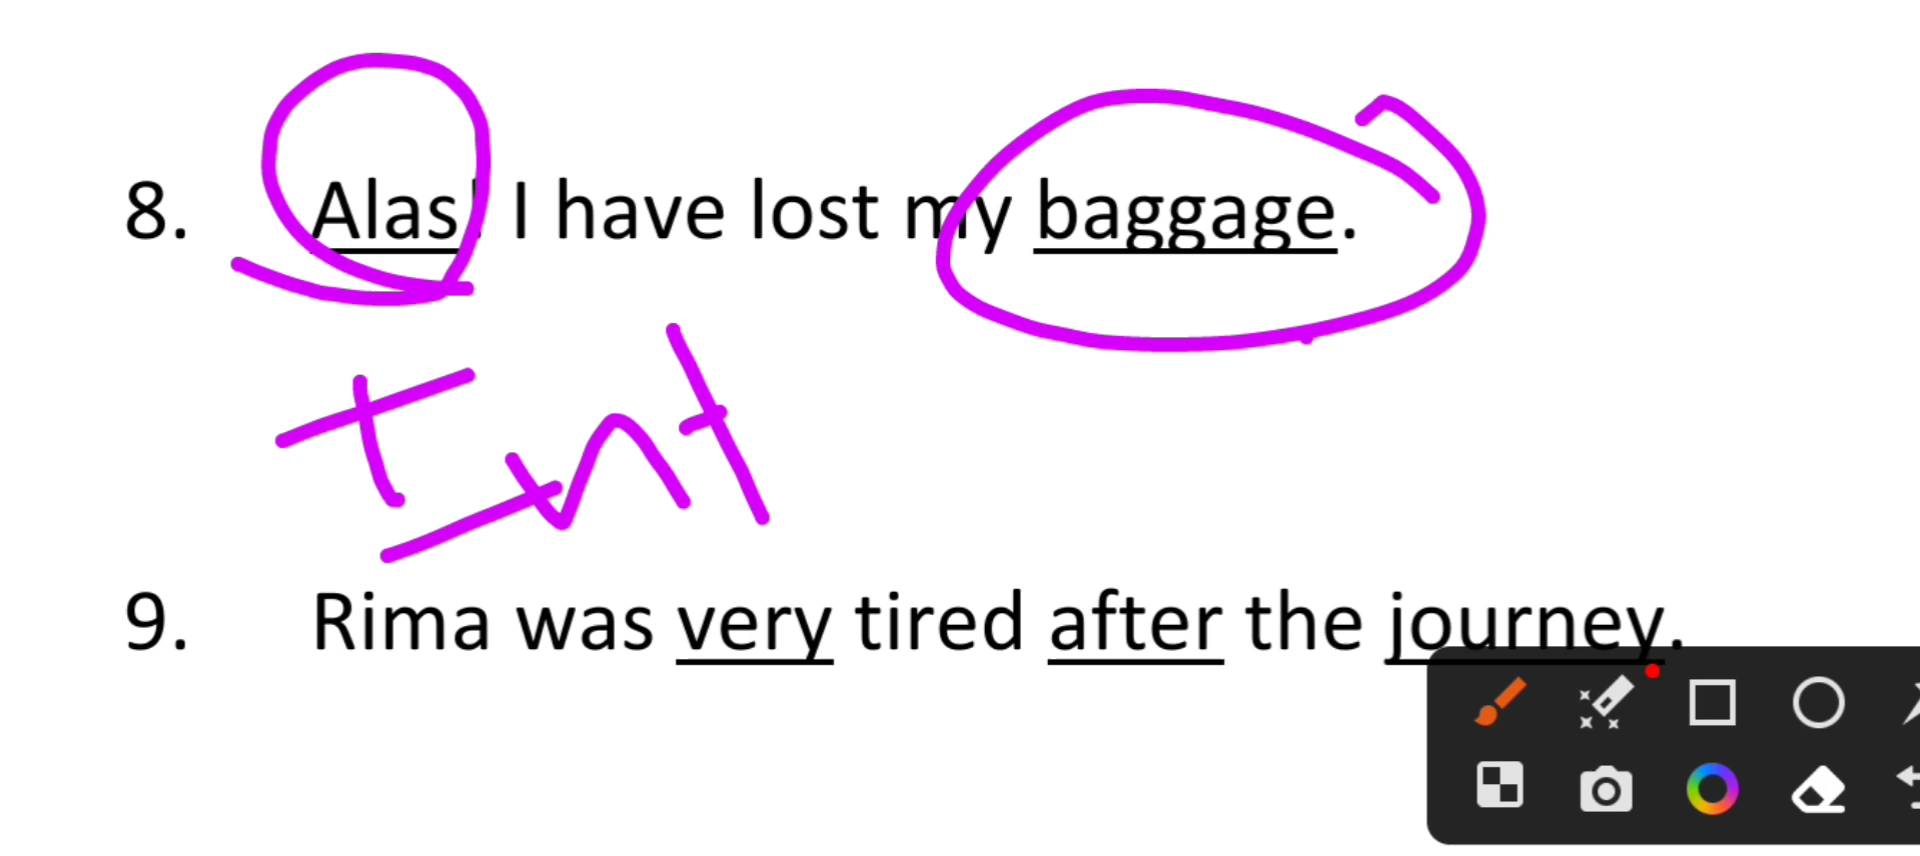 8. Alas! I have lost my baggage.
Int
9. Rima was very tired after the journey.